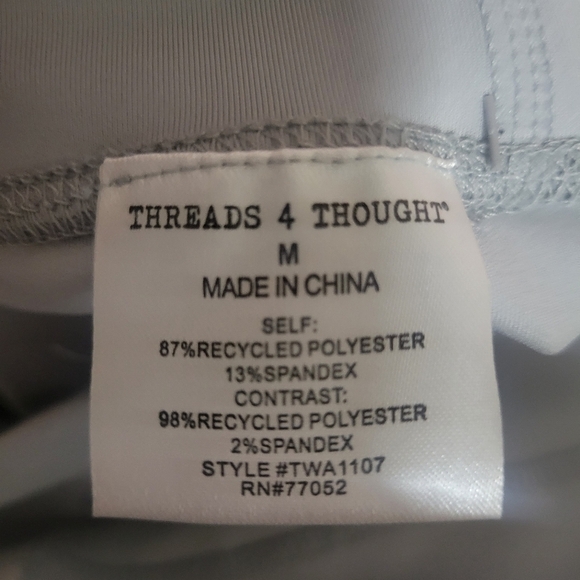 THREADS 4 THOUGHT®
M
MADE IN CHINA
SELF:
87%RECYCLED POLYESTER
13%SPANDEX
CONTRAST:
98%RECYCLED POLYESTER
2%SPANDEX
STYLE #TWA1107
RN#77052